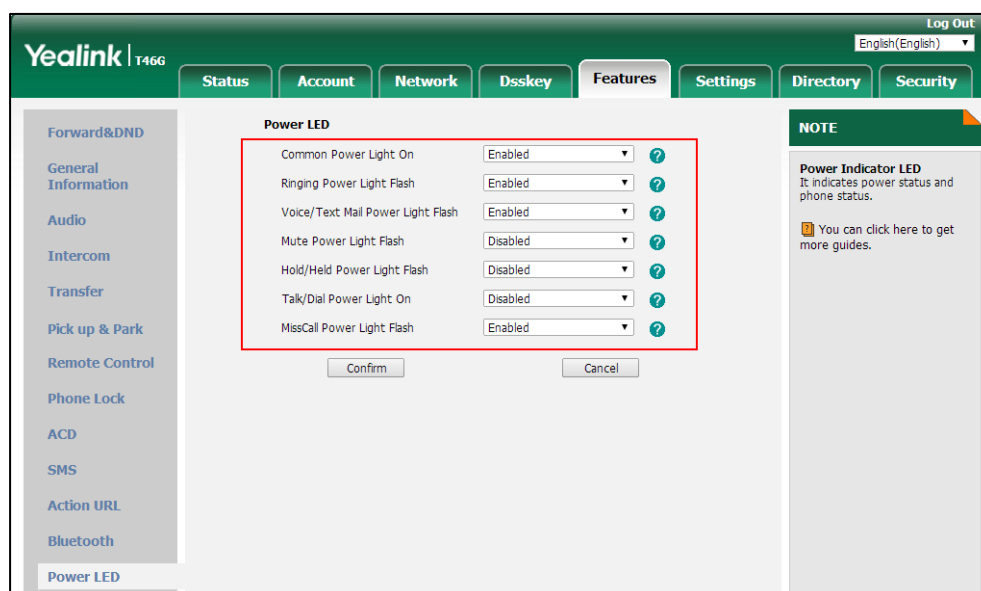 Log Out
Yealink T46G
English(English)
Status Account Network Dsskey Features Settings Directory Security
Forward&DND
General
Information
Audio
Intercom
Transfer
Pick up & Park
Remote Control
Phone Lock
ACD
SMS
Action URL
Bluetooth
Power LED
Power LED
Common Power Light On Enabled ?
Ringing Power Light Flash Enabled ?
Voice/Text Mail Power Light Flash Enabled ?
Mute Power Light Flash Disabled ?
Hold/Held Power Light Flash Disabled ?
Talk/Dial Power Light On Disabled ?
MissCall Power Light Flash Enabled ?
Confirm Cancel
NOTE
Power Indicator LED
It indicates power status and
phone status.
? You can click here to get
more guides.